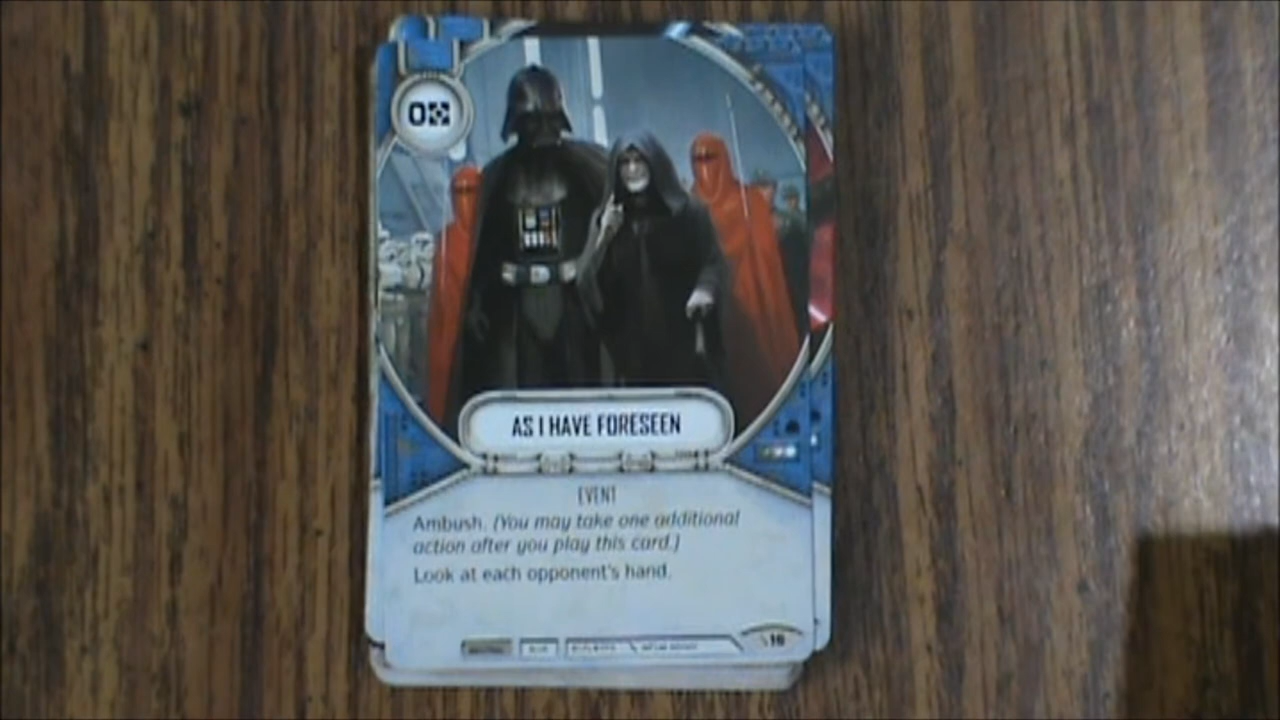 0
AS I HAVE FORESEEN
EVENT
Ambush. (You may take one additional
action after you play this card.)
Look at each opponent's hand.